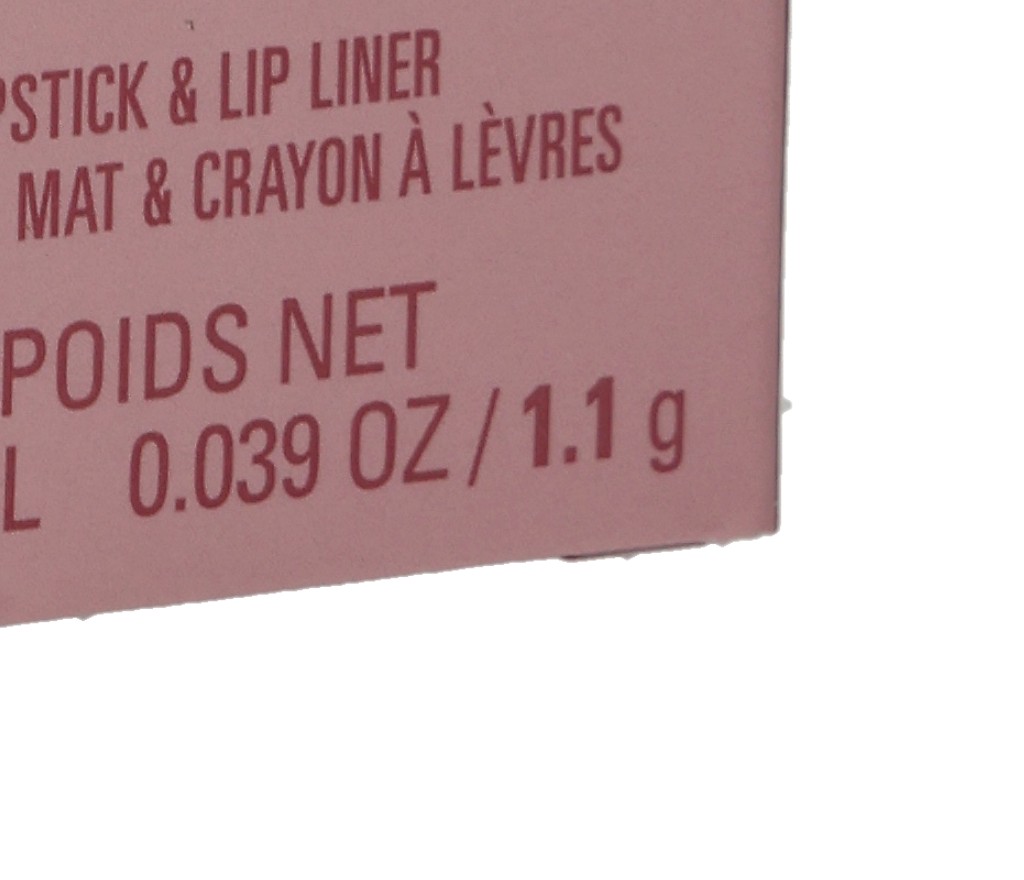 PSTICK & LIP LINER
MAT & CRAYON À LÈVRES
POIDS NET
L 0.039 OZ / 1.1 g